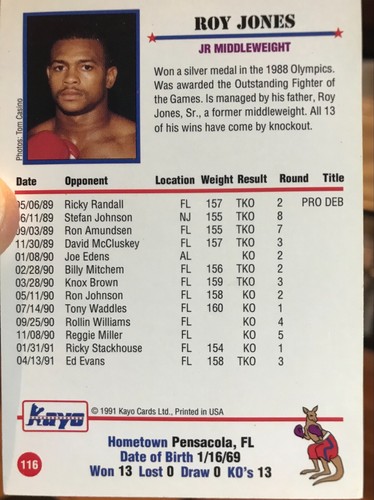 ROY JONES
JR MIDDLEWEIGHT
Won a silver medal in the 1988 Olympics.
Was awarded the Outstanding Fighter of
the Games. Is managed by his father, Roy
Jones, Sr., a former middleweight. All 13
of his wins have come by knockout.
Photos: Tom Casino
Date Opponent Location Weight Result Round Title
05/06/89 Ricky Randall FL 157 TKO 2 PRO DEB
06/11/89 Stefan Johnson NJ 155 TKO 8
09/03/89 Ron Amundsen FL 155 TKO 7
11/30/89 David McCluskey FL 157 TKO 3
01/08/90 Joe Edens AL KO 2
02/28/90 Billy Mitchem FL 156 TKO 2
03/28/90 Knox Brown FL 159 TKO 3
05/11/90 Ron Johnson FL 158 KO 2
07/14/90 Tony Waddles FL 160 KO 1
09/25/90 Rollin Williams FL KO 4
11/08/90 Reggie Miller FL KO 5
01/31/91 Ricky Stackhouse FL 154 KO 1
04/13/91 Ed Evans FL 158 TKO 3
Kayo © 1991 Kayo Cards Ltd., Printed in USA
116
Hometown Pensacola, FL
Date of Birth 1/16/69
Won 13 Lost 0 Draw 0 KO's 13